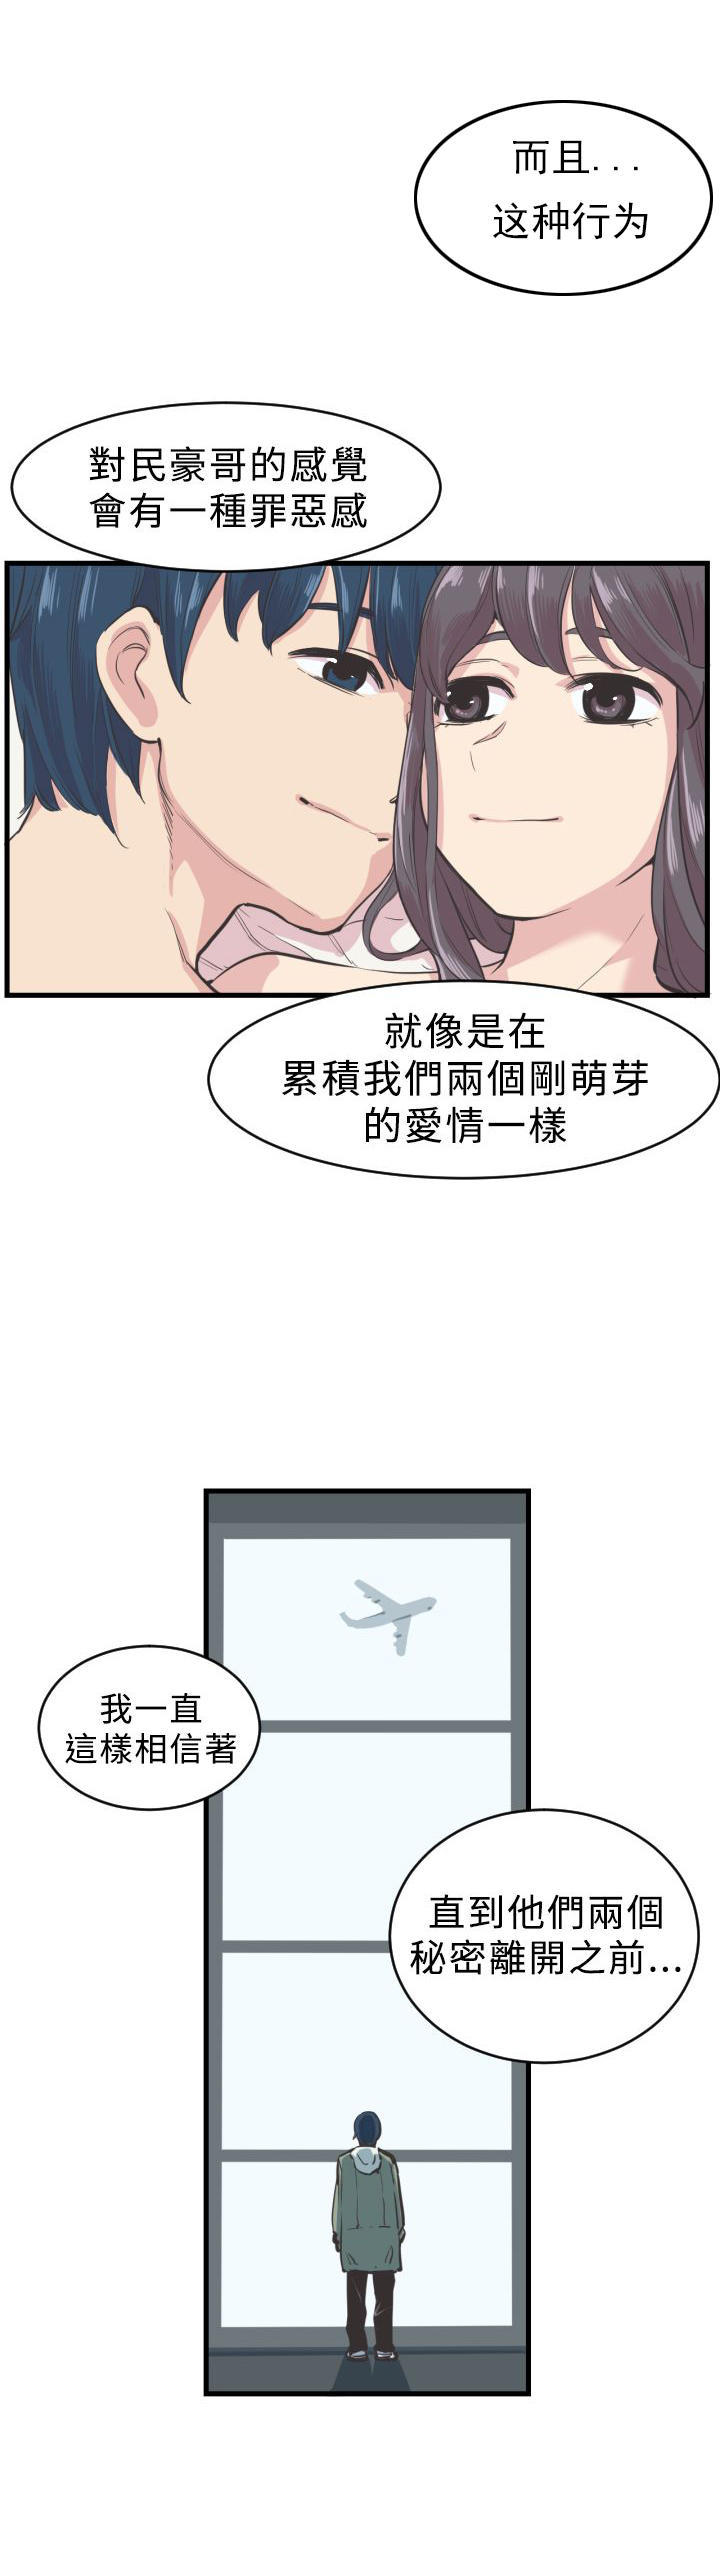 而且...
这种行为
對民豪哥的感覺
會有一種罪惡感
就像是在
累積我們兩個剛萌芽
的愛情一樣
我一直
這樣相信著
直到他們兩個
秘密離開之前...